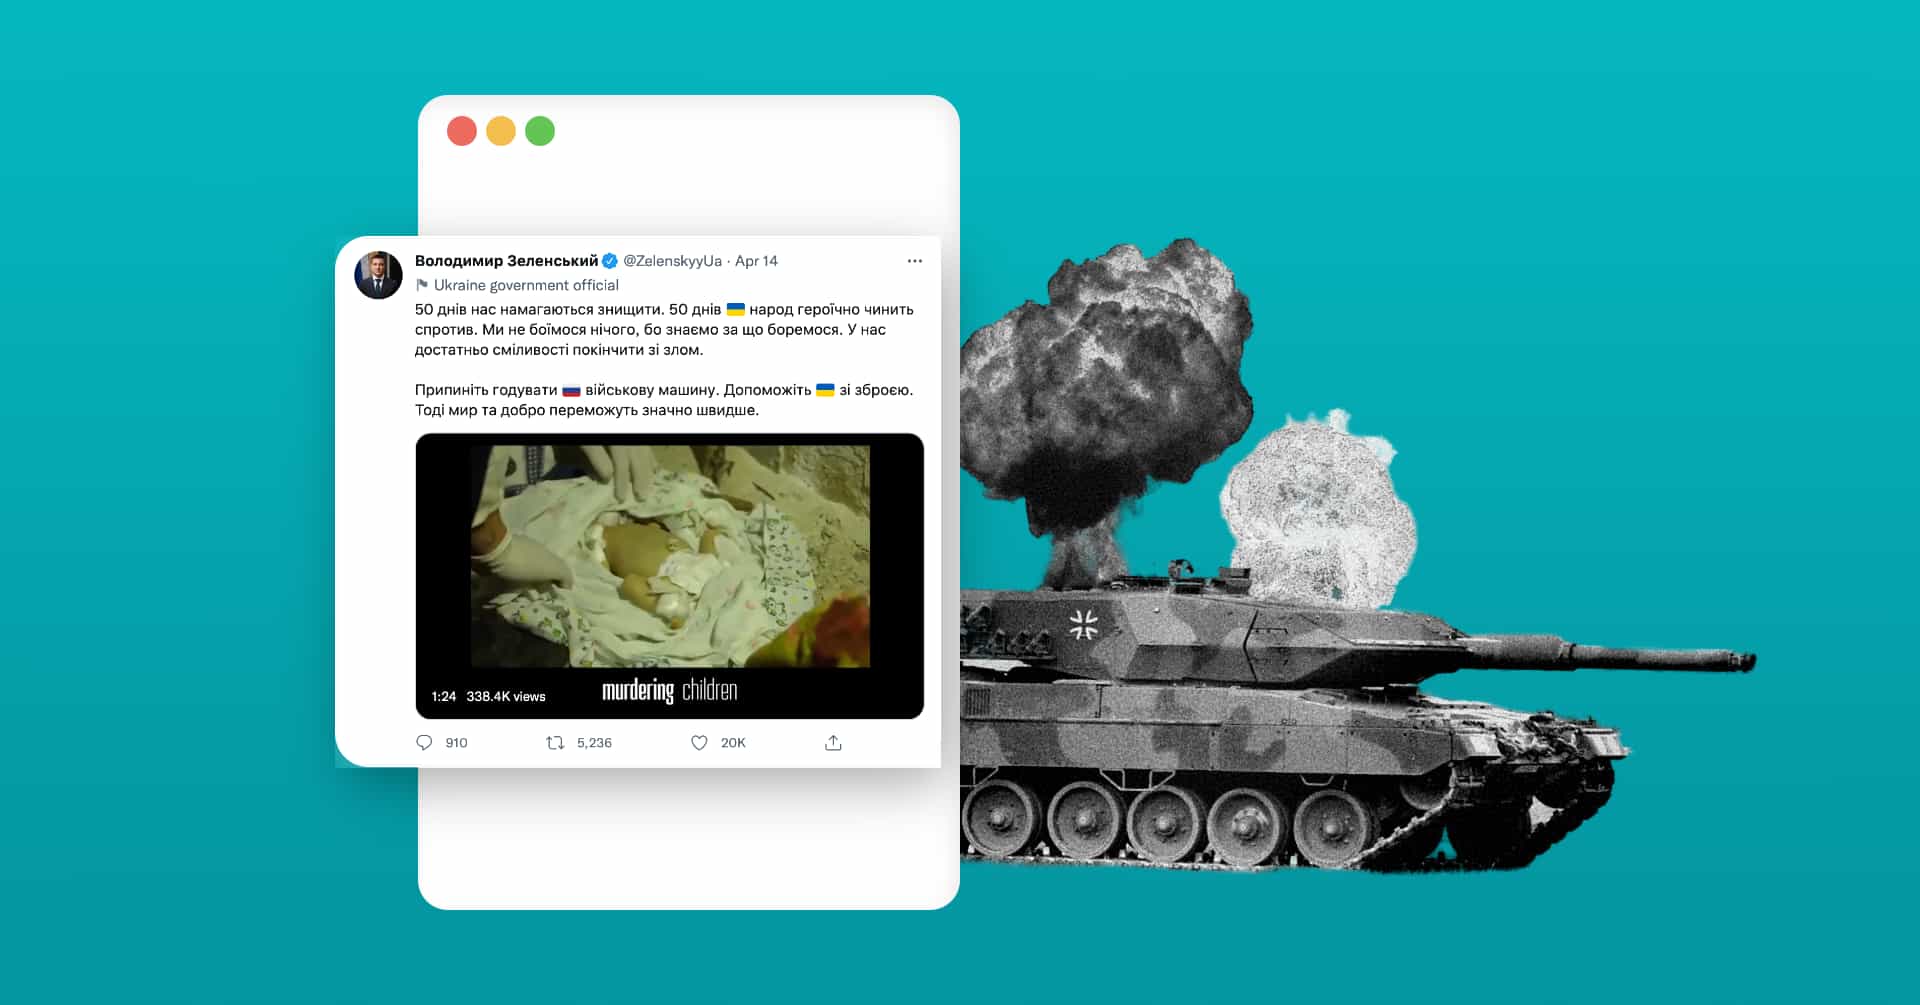 Володимир Зеленський @ZelenskyyUa · Apr 14
Ukraine government official
50 днів нас намагаються знищити. 50 днів 🇺🇦 народ героїчно чинить
спротив. Ми не боїмося нічого, бо знаємо за що боремося. У нас
достатньо сміливості покінчити зі злом.
Припиніть годувати 🇷🇺 військову машину. Допоможіть 🇺🇦 зі зброєю.
Тоді мир та добро переможуть значно швидше.
murdering children
1:24 338.4K views
910 5,236 20K